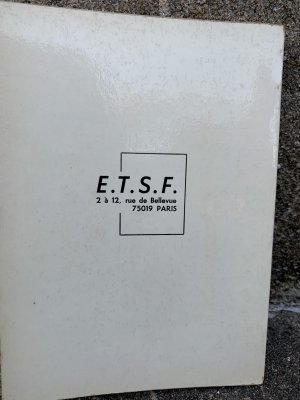 E.T.S.F.
2 à 12, rue de Bellevue
75019 PARIS